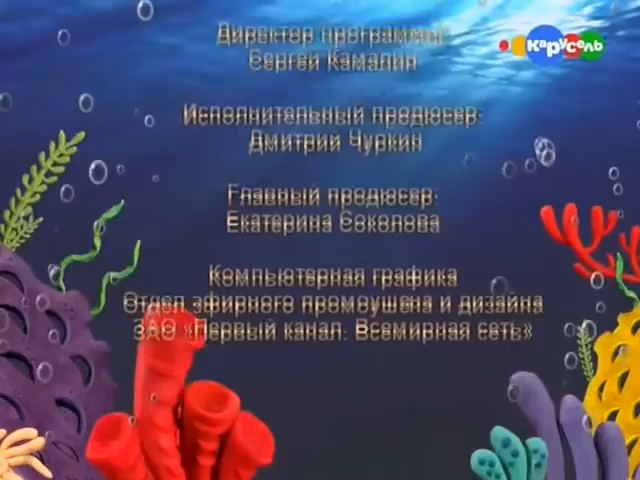 Директор программы:
Сергей Камалин
Исполнительный продюсер:
Дмитрий Чуркин
Главный продюсер:
Екатерина Соколова
Компьютерная графика
Отдел эфирного промоушена и дизайна
ЗАО «Первый канал. Всемирная сеть»
карусель